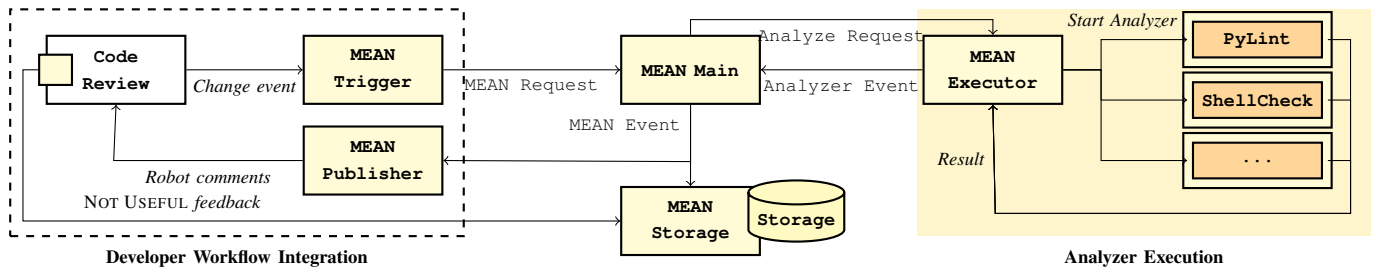 Code
Review
Change event
MEAN
Trigger
MEAN Request
MEAN
Publisher
Robot comments
NOT USEFUL feedback
MEAN Main
MEAN Event
MEAN
Storage
Storage
Analyze Request
Analyzer Event
MEAN
Executor
Start Analyzer
PyLint
ShellCheck
...
Result
Developer Workflow Integration
Analyzer Execution